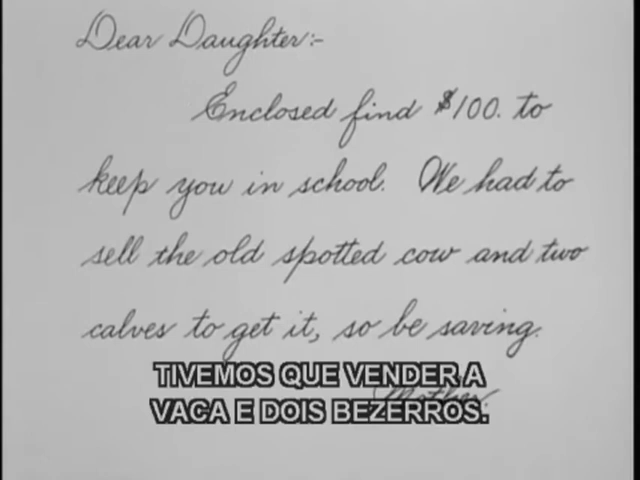 Dear Daughter:-
Enclosed find $100. to
keep you in school. We had to
sell the old spotted cow and two
calves to get it, so be saving.
TIVEMOS QUE VENDER A
Mother.
VACA E DOIS BEZERROS.